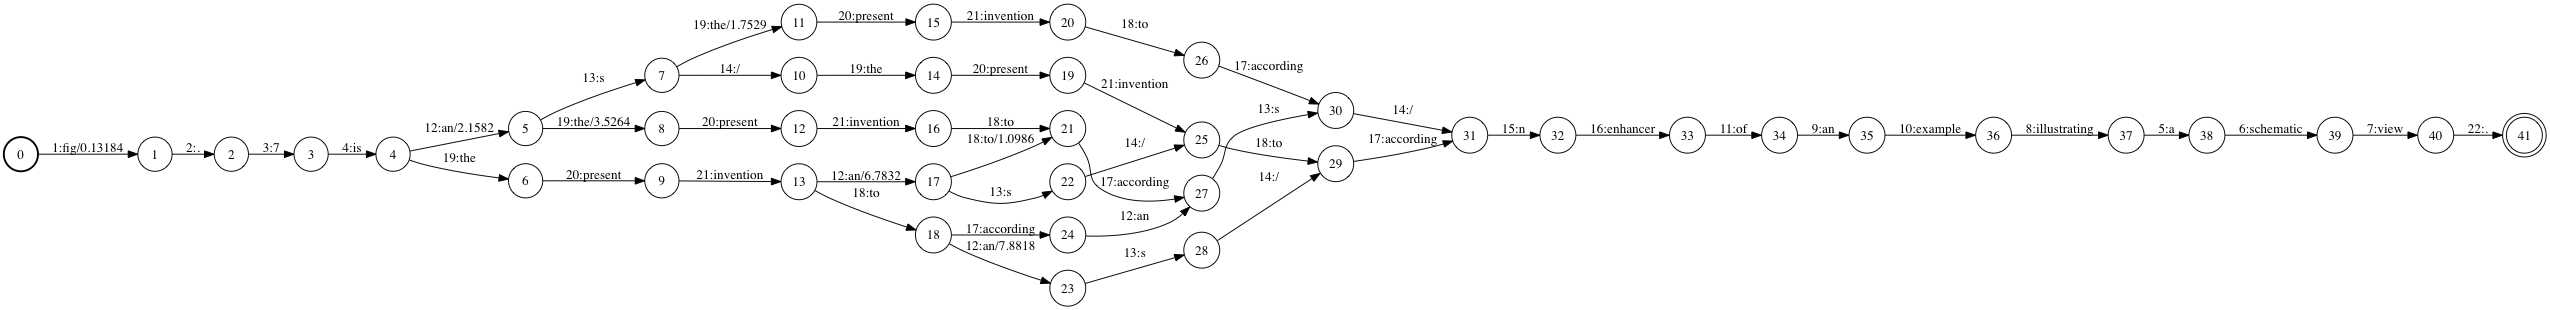 19:the/1.7529 11 20:present 15 21:invention 20 18:to
26 17:according
13:s 7 14:/ 10 19:the 14 20:present 19 21:invention
13:s 30 14:/
12:an/2.1582 5 19:the/3.5264 8 20:present 12 21:invention 16 18:to 21
18:to/1.0986 14:/ 25 18:to 17:according 31 15:n 32 16:enhancer 33 11:of 34 9:an 35 10:example 36 8:illustrating 37 5:a 38 6:schematic 39 7:view 40 22:. 41
0 1:fig/0.13184 1 2:. 2 3:7 3 4:is 4 19:the
29
6 20:present 9 21:invention 13 12:an/6.7832 17 13:s 22 17:according 27 14:/
18:to 12:an
18 17:according 24
12:an/7.8818 13:s 28
23